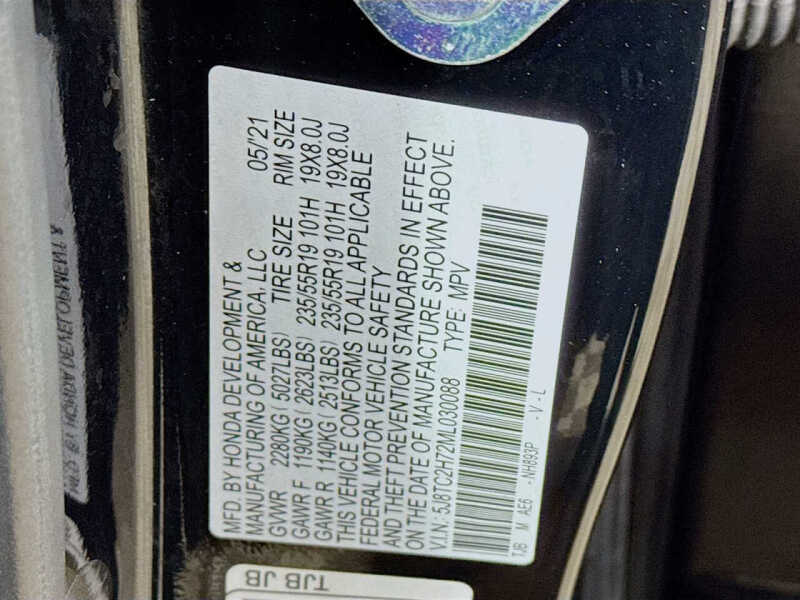 MFD. BY HONDA DEVELOPMENT & 05/'21
MANUFACTURING OF AMERICA, LLC
TIRE SIZE RIM SIZE
GVWR 2280KG ( 5027LBS)
GAWR F 1190KG ( 2623LBS) 235/55R19 101H 19X8.0J
GAWR R 1140KG ( 2513LBS) 235/55R19 101H 19X8.0J
THIS VEHICLE CONFORMS TO ALL APPLICABLE
FEDERAL MOTOR VEHICLE SAFETY
AND THEFT PREVENTION STANDARDS IN EFFECT
ON THE DATE OF MANUFACTURE SHOWN ABOVE.
V.I.N: 5J8TC2H72ML030088 TYPE: MPV
TJB M AE6 -NH893P -V-L
TJB JB